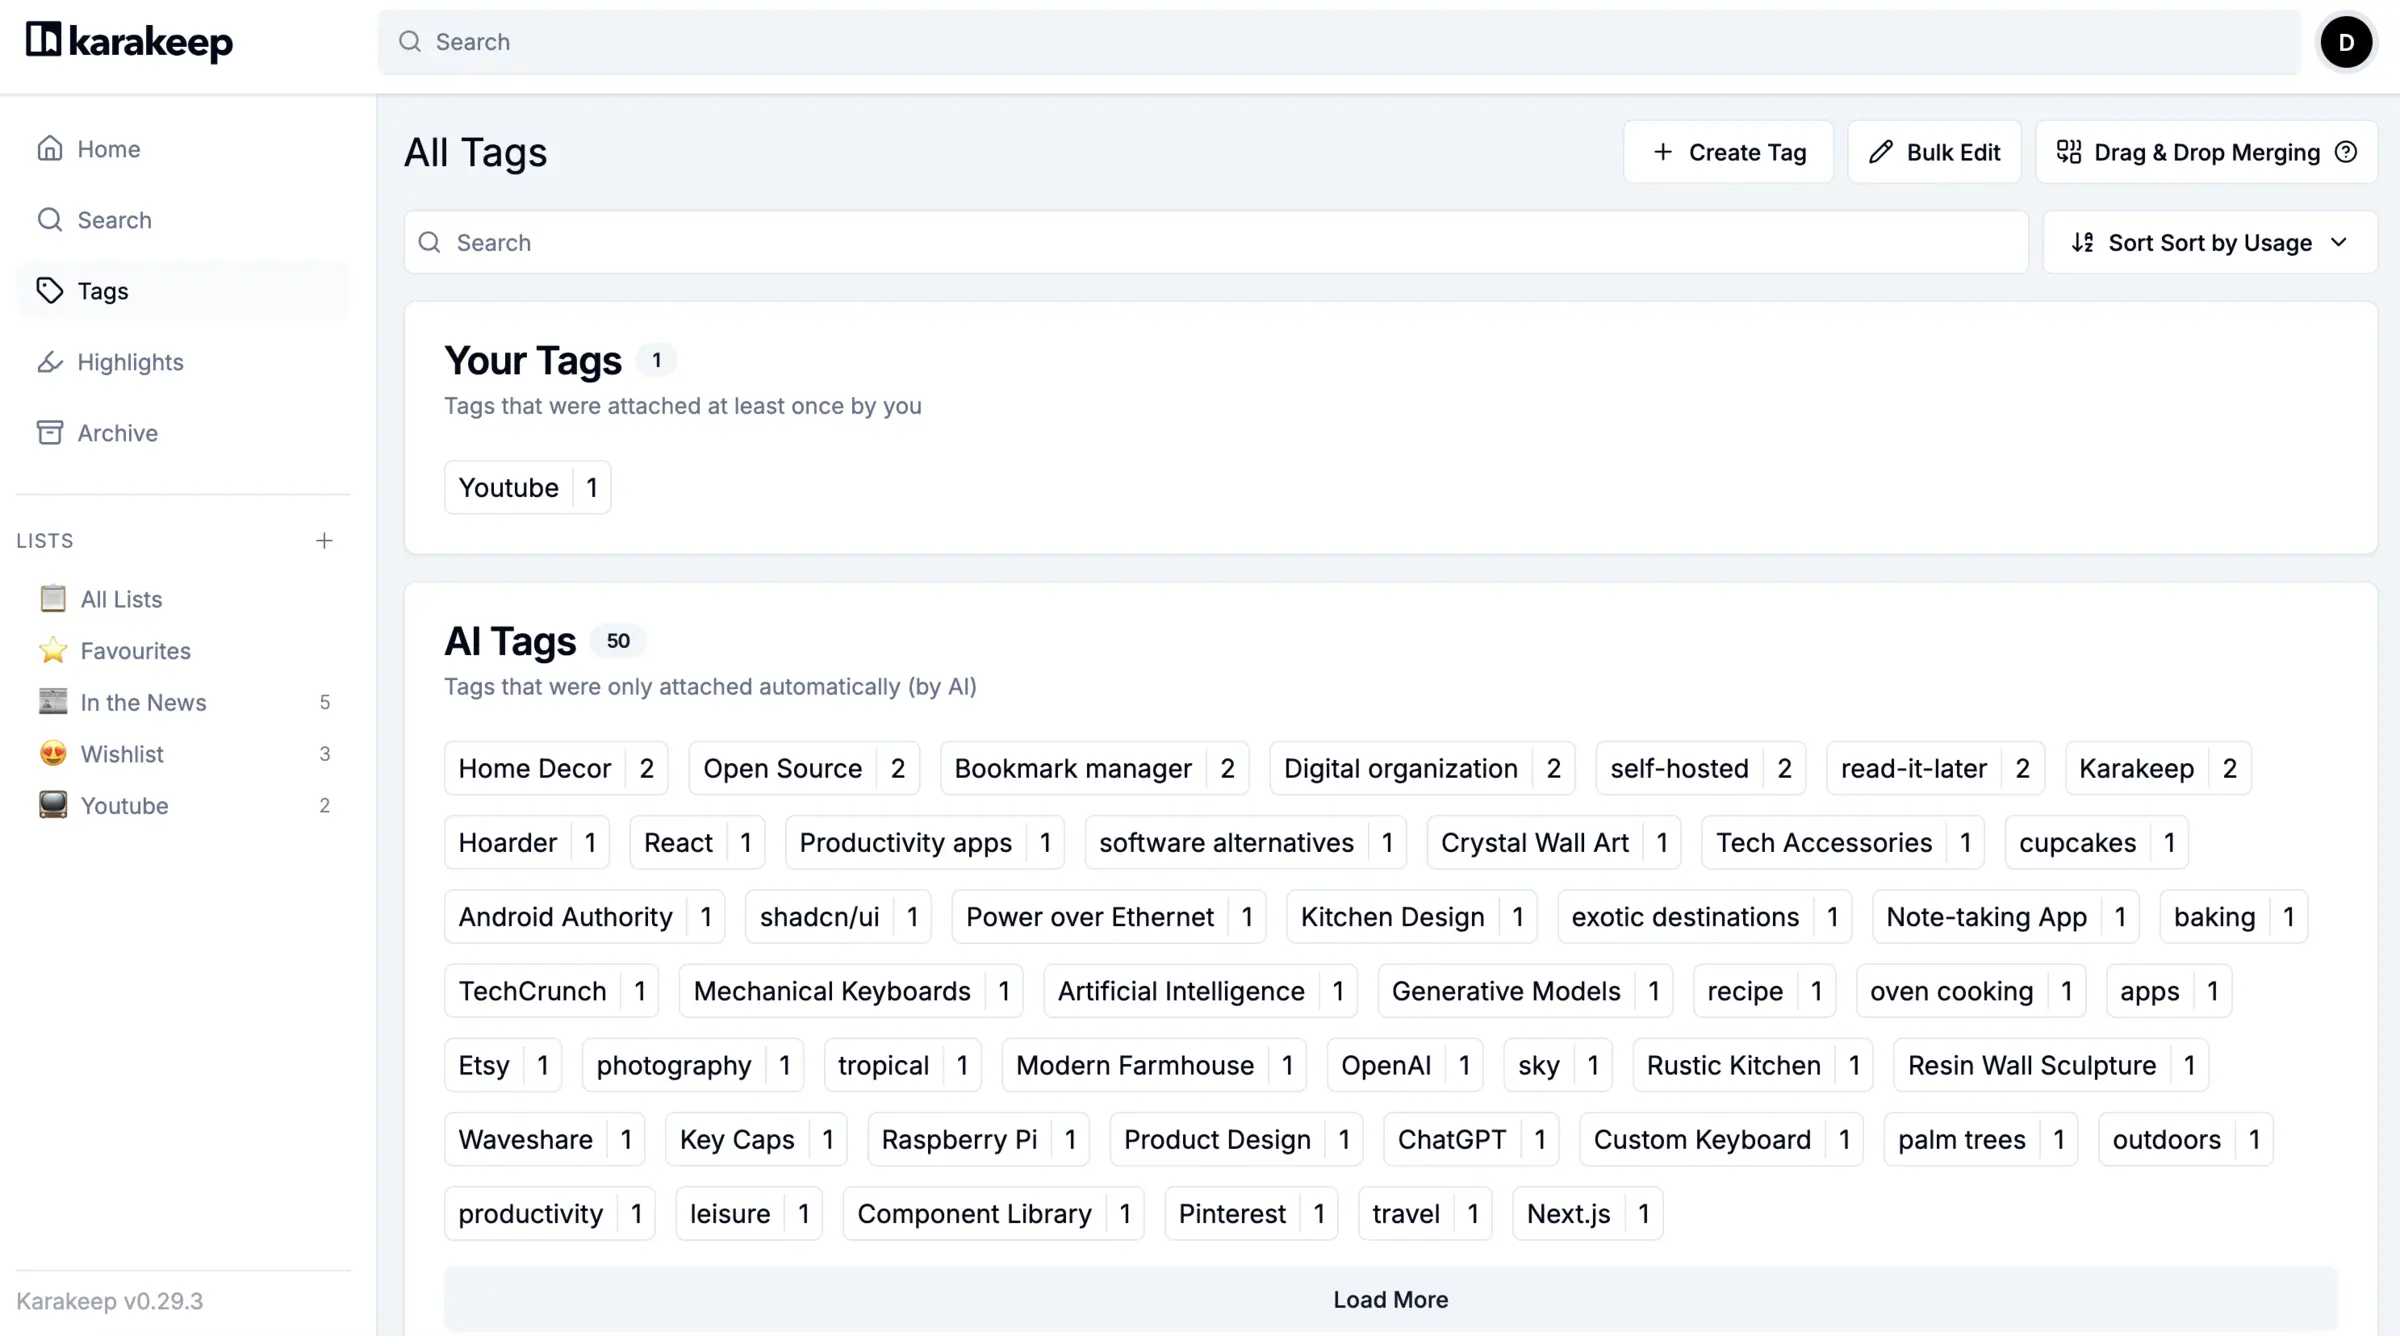 karakeep
Search
D
Home
Search
Tags
Highlights
Archive
LISTS
All Lists
Favourites
In the News 5
Wishlist 3
Youtube 2
Karakeep v0.29.3
All Tags
Create Tag
Bulk Edit
Drag & Drop Merging
Search
Sort Sort by Usage
Your Tags 1
Tags that were attached at least once by you
Youtube 1
AI Tags 50
Tags that were only attached automatically (by AI)
Home Decor 2 Open Source 2 Bookmark manager 2 Digital organization 2 self-hosted 2 read-it-later 2 Karakeep 2
Hoarder 1 React 1 Productivity apps 1 software alternatives 1 Crystal Wall Art 1 Tech Accessories 1 cupcakes 1
Android Authority 1 shadcn/ui 1 Power over Ethernet 1 Kitchen Design 1 exotic destinations 1 Note-taking App 1 baking 1
TechCrunch 1 Mechanical Keyboards 1 Artificial Intelligence 1 Generative Models 1 recipe 1 oven cooking 1 apps 1
Etsy 1 photography 1 tropical 1 Modern Farmhouse 1 OpenAI 1 sky 1 Rustic Kitchen 1 Resin Wall Sculpture 1
Waveshare 1 Key Caps 1 Raspberry Pi 1 Product Design 1 ChatGPT 1 Custom Keyboard 1 palm trees 1 outdoors 1
productivity 1 leisure 1 Component Library 1 Pinterest 1 travel 1 Next.js 1
Load More